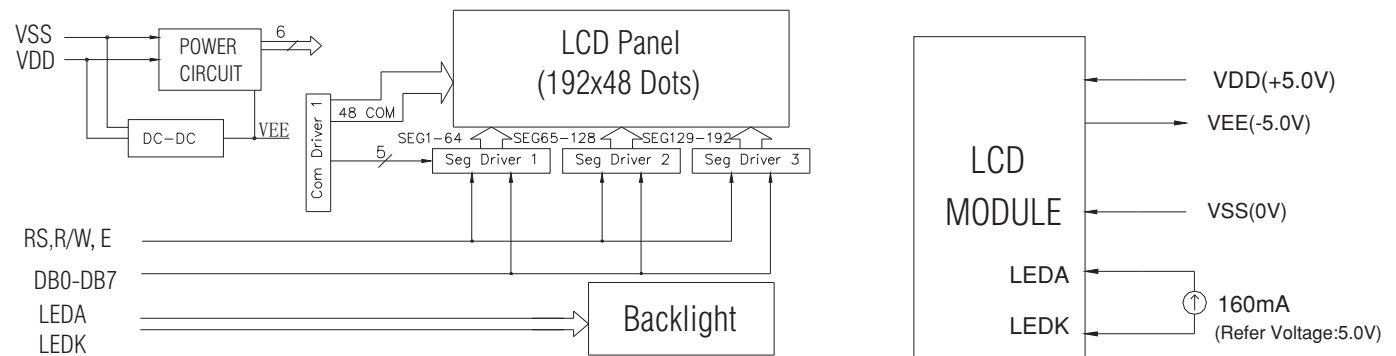 VSS
VDD
POWER
CIRCUIT
6
DC-DC
VEE
Com Driver 1
48 COM
5
LCD Panel
(192x48 Dots)
SEG1-64
SEG65-128
SEG129-192
Seg Driver 1
Seg Driver 2
Seg Driver 3
RS,R/W, E
DB0-DB7
LEDA
LEDK
Backlight
LCD
MODULE
VDD(+5.0V)
VEE(-5.0V)
VSS(0V)
LEDA
LEDK
160mA
(Refer Voltage:5.0V)